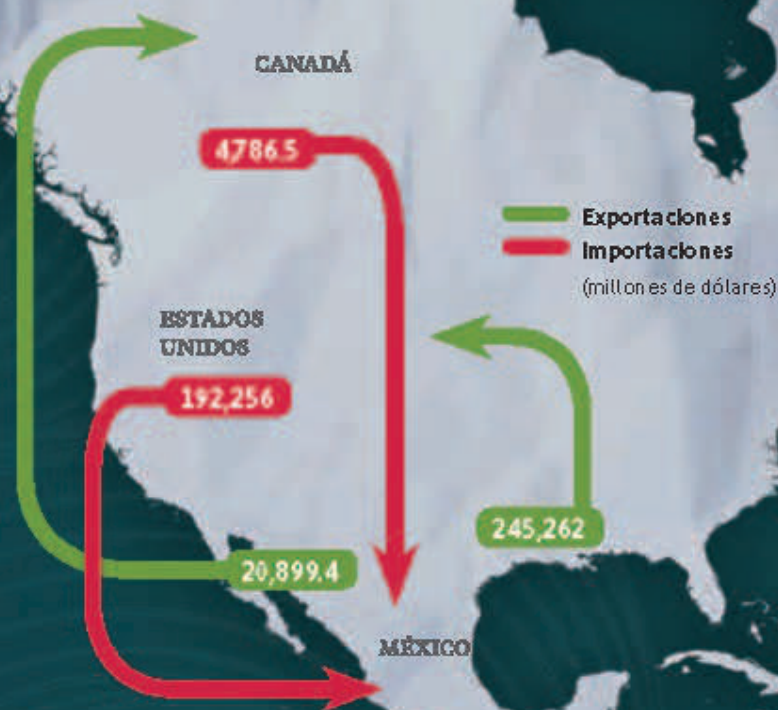 CANADÁ
4,786.5
Exportaciones
Importaciones
(millones de dólares)
ESTADOS
UNIDOS
192,256
245,262
20,899.4
MÉXICO